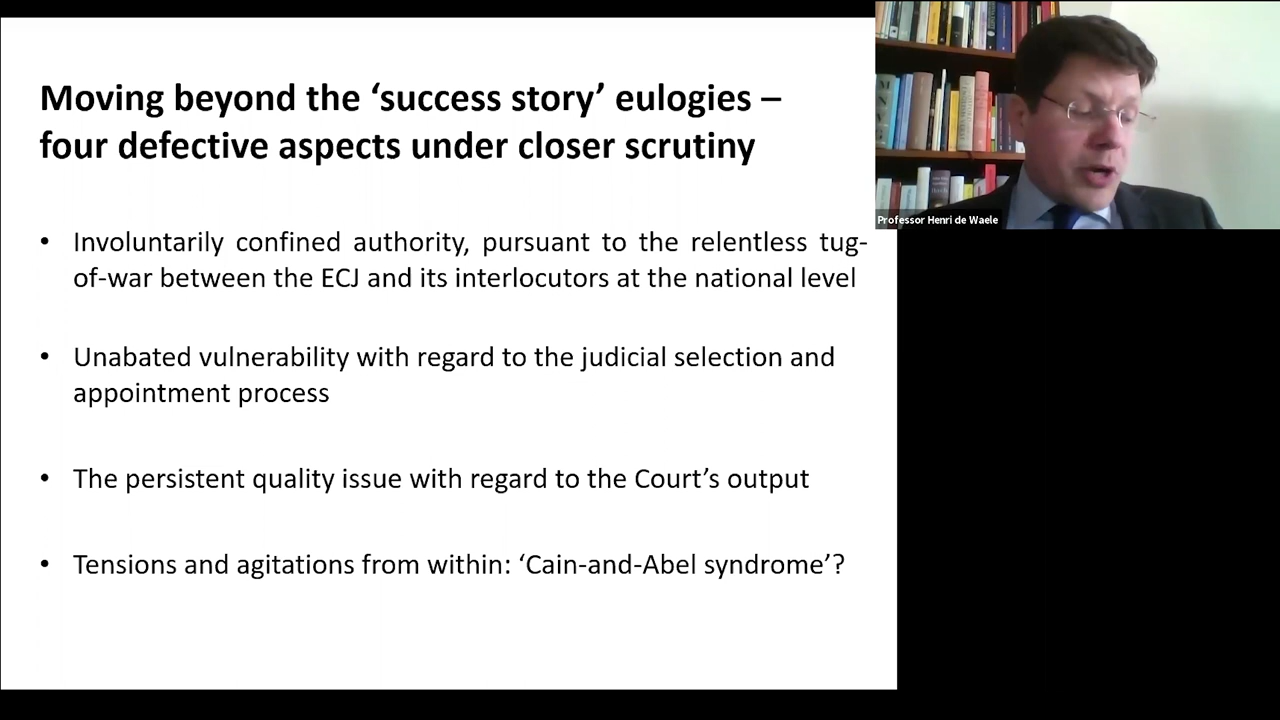 Moving beyond the ‘success story’ eulogies –
four defective aspects under closer scrutiny
• Involuntarily confined authority, pursuant to the relentless tug-
of-war between the ECJ and its interlocutors at the national level
• Unabated vulnerability with regard to the judicial selection and
appointment process
• The persistent quality issue with regard to the Court’s output
• Tensions and agitations from within: ‘Cain-and-Abel syndrome’?
Professor Henri de Waele